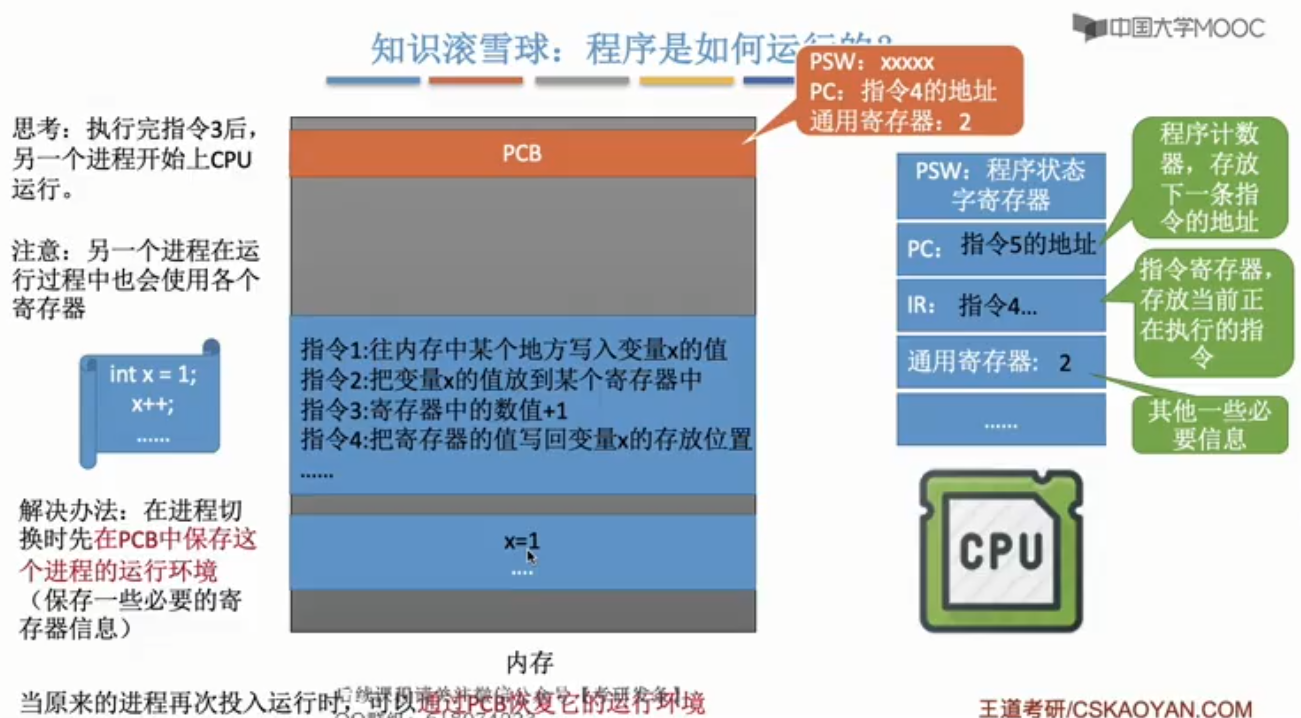 中国大学MOOC
知识滚雪球：程序是如何运行的?
思考：执行完指令3后，
另一个进程开始上CPU
运行。
注意：另一个进程在运
行过程中也会使用各个
寄存器
int x = 1;
x++;
......
解决办法：在进程切
换时先在PCB中保存这
个进程的运行环境
（保存一些必要的寄
存器信息）
PSW：xxxxx
PC：指令4的地址
通用寄存器：2
PCB
指令1:往内存中某个地方写入变量x的值
指令2:把变量x的值放到某个寄存器中
指令3:寄存器中的数值+1
指令4:把寄存器的值写回变量x的存放位置
......
x=1
....
内存
PSW：程序状态
字寄存器
PC：指令5的地址
IR：指令4...
通用寄存器：2
......
程序计数
器，存放
下一条指
令的地址
指令寄存器，
存放当前正
在执行的指
令
其他一些必
要信息
CPU
当原来的进程再次投入运行时，可以通过PCB恢复它的运行环境
王道考研/CSKAOYAN.COM